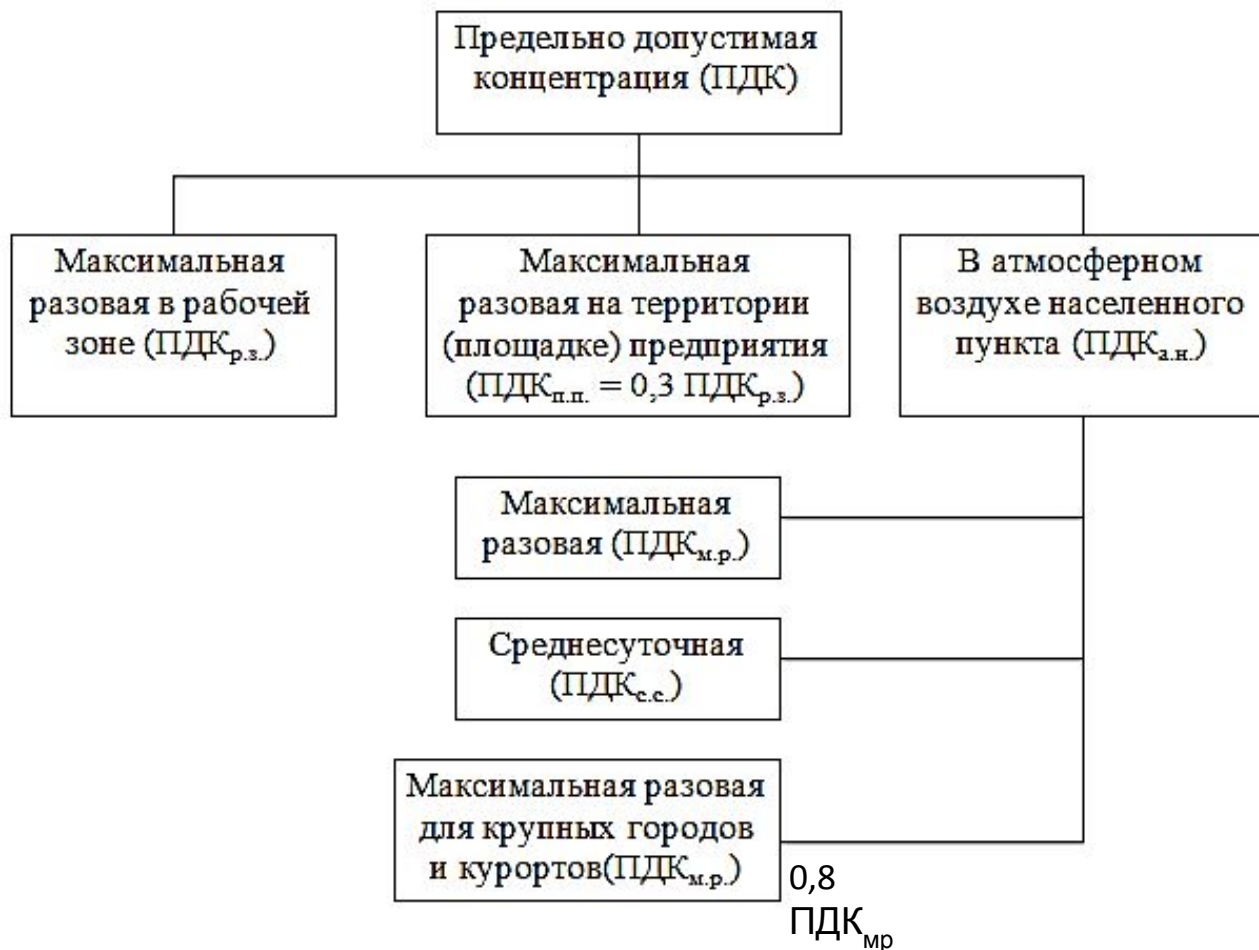 Предельно допустимая
концентрация (ПДК)
Максимальная
разовая в рабочей
зоне (ПДКр.з.)
Максимальная
разовая на территории
(площадке) предприятия
(ПДКп.п. = 0,3 ПДКр.з.)
В атмосферном
воздухе населенного
пункта (ПДКа.н.)
Максимальная
разовая (ПДКм.р.)
Среднесуточная
(ПДКс.с.)
Максимальная разовая
для крупных городов
и курортов(ПДКм.р.)
0,8
ПДКмр